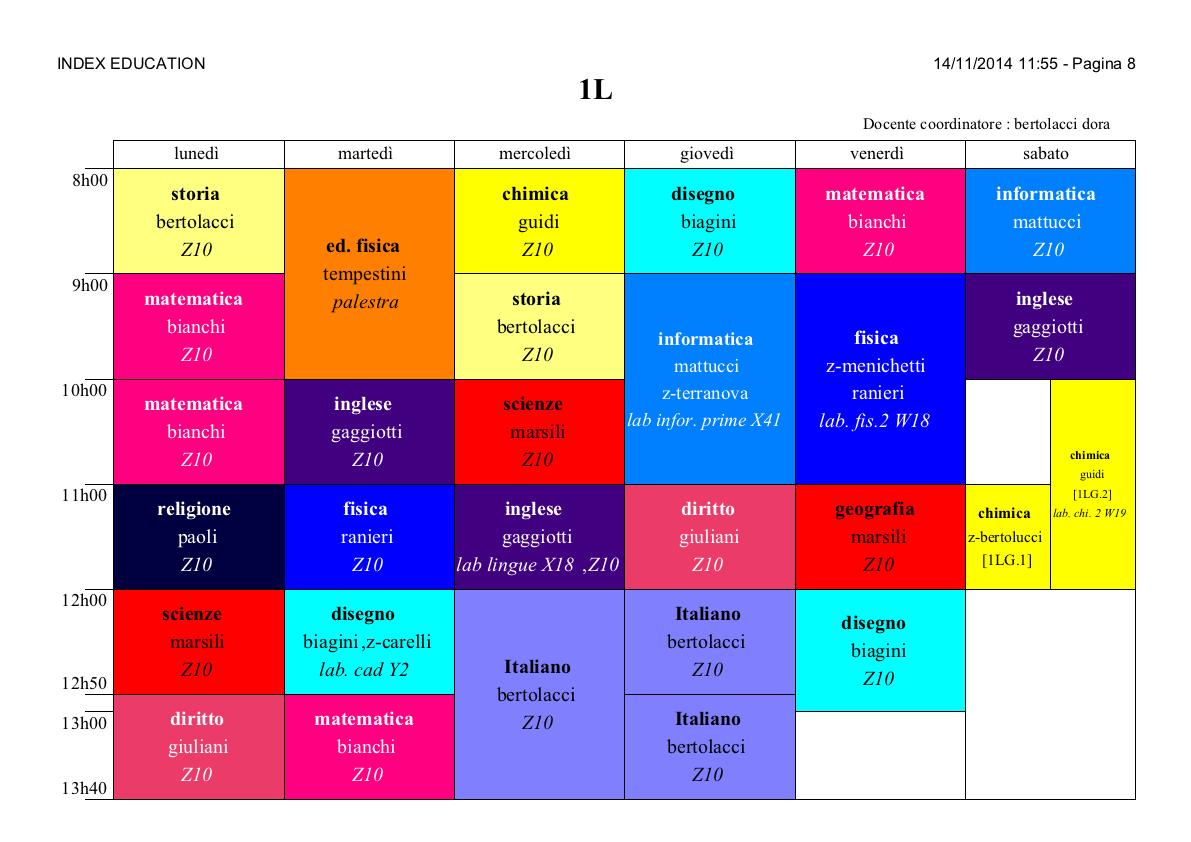 INDEX EDUCATION
14/11/2014 11:55 - Pagina 8
1L
Docente coordinatore : bertolacci dora
lunedì martedì mercoledì giovedì venerdì sabato
8h00
storia
bertolacci
Z10
ed. fisica
tempestini
palestra
chimica
guidi
Z10
disegno
biagini
Z10
matematica
bianchi
Z10
informatica
mattucci
Z10
9h00
matematica
bianchi
Z10
storia
bertolacci
Z10
informatica
mattucci
z-terranova
lab infor. prime X41
fisica
z-menichetti
ranieri
lab. fis.2 W18
inglese
gaggiotti
Z10
10h00
matematica
bianchi
Z10
inglese
gaggiotti
Z10
scienze
marsili
Z10
chimica
guidi
[1LG.2]
lab. chi. 2 W19
11h00
religione
paoli
Z10
fisica
ranieri
Z10
inglese
gaggiotti
lab lingue X18 ,Z10
diritto
giuliani
Z10
geografia
marsili
Z10
chimica
z-bertolucci
[1LG.1]
12h00
scienze
marsili
Z10
disegno
biagini,z-carelli
lab. cad Y2
Italiano
bertolacci
Z10
Italiano
bertolacci
Z10
disegno
biagini
Z10
12h50
13h00
diritto
giuliani
Z10
matematica
bianchi
Z10
Italiano
bertolacci
Z10
13h40